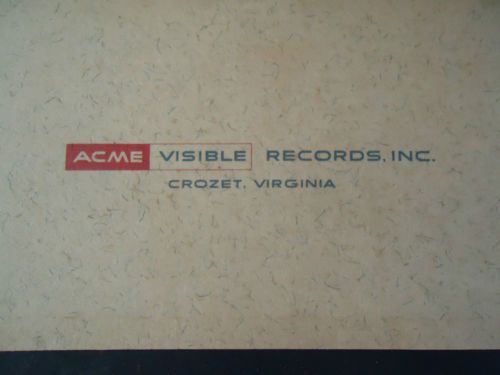 ACME VISIBLE RECORDS, INC.
CROZET, VIRGINIA